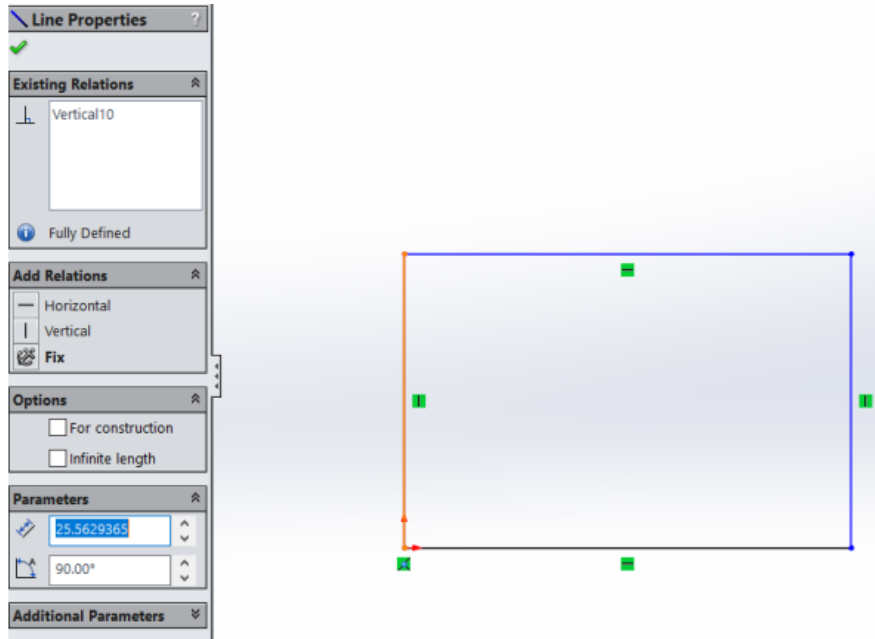 Line Properties ?
Existing Relations
Vertical10
Fully Defined
Add Relations
Horizontal
Vertical
Fix
Options
For construction
Infinite length
Parameters
25.5629365
90.00°
Additional Parameters